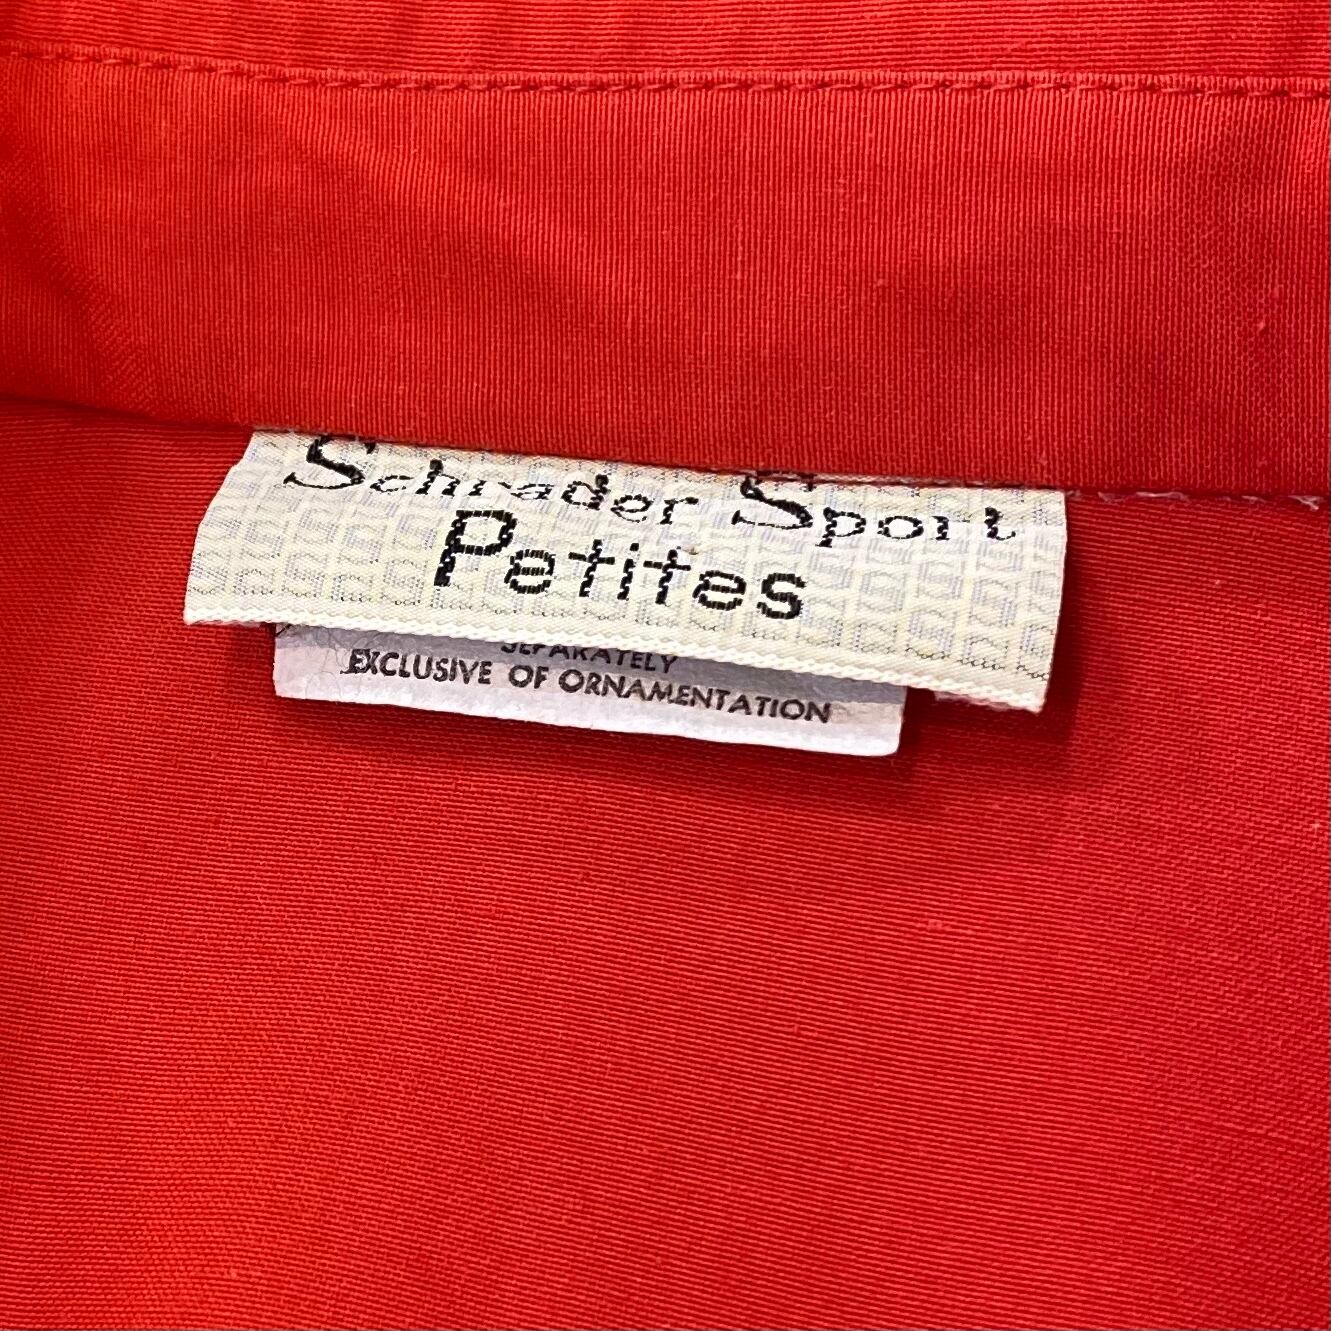 Schrader Sport
Petites
SEPARATELY
EXCLUSIVE OF ORNAMENTATION